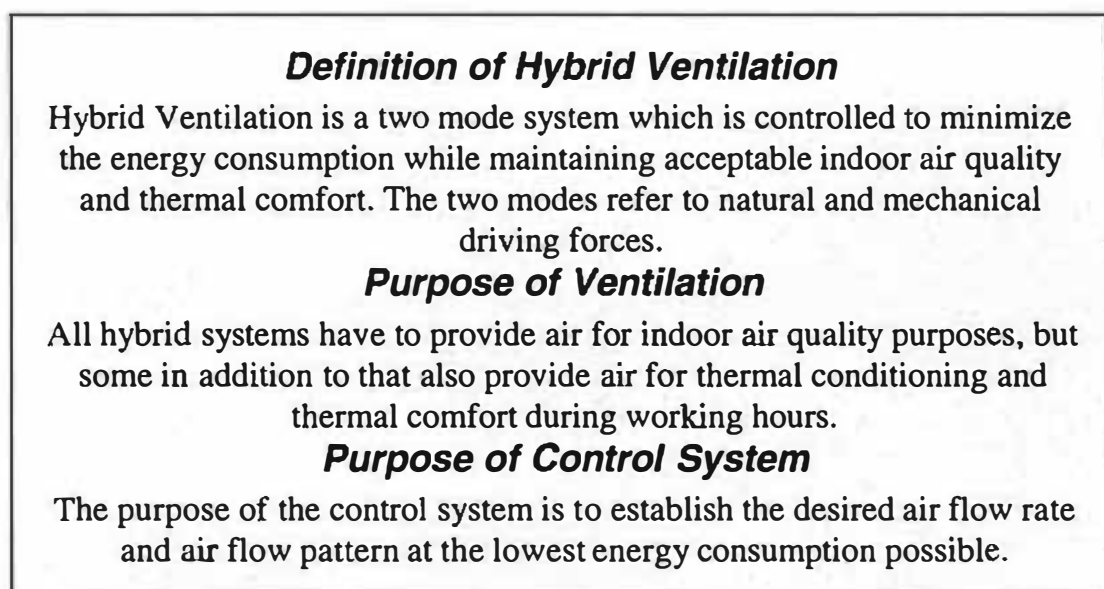 Definition of Hybrid Ventilation
Hybrid Ventilation is a two mode system which is controlled to minimize
the energy consumption while maintaining acceptable indoor air quality
and thermal comfort. The two modes refer to natural and mechanical
driving forces.
Purpose of Ventilation
All hybrid systems have to provide air for indoor air quality purposes, but
some in addition to that also provide air for thermal conditioning and
thermal comfort during working hours.
Purpose of Control System
The purpose of the control system is to establish the desired air flow rate
and air flow pattern at the lowest energy consumption possible.